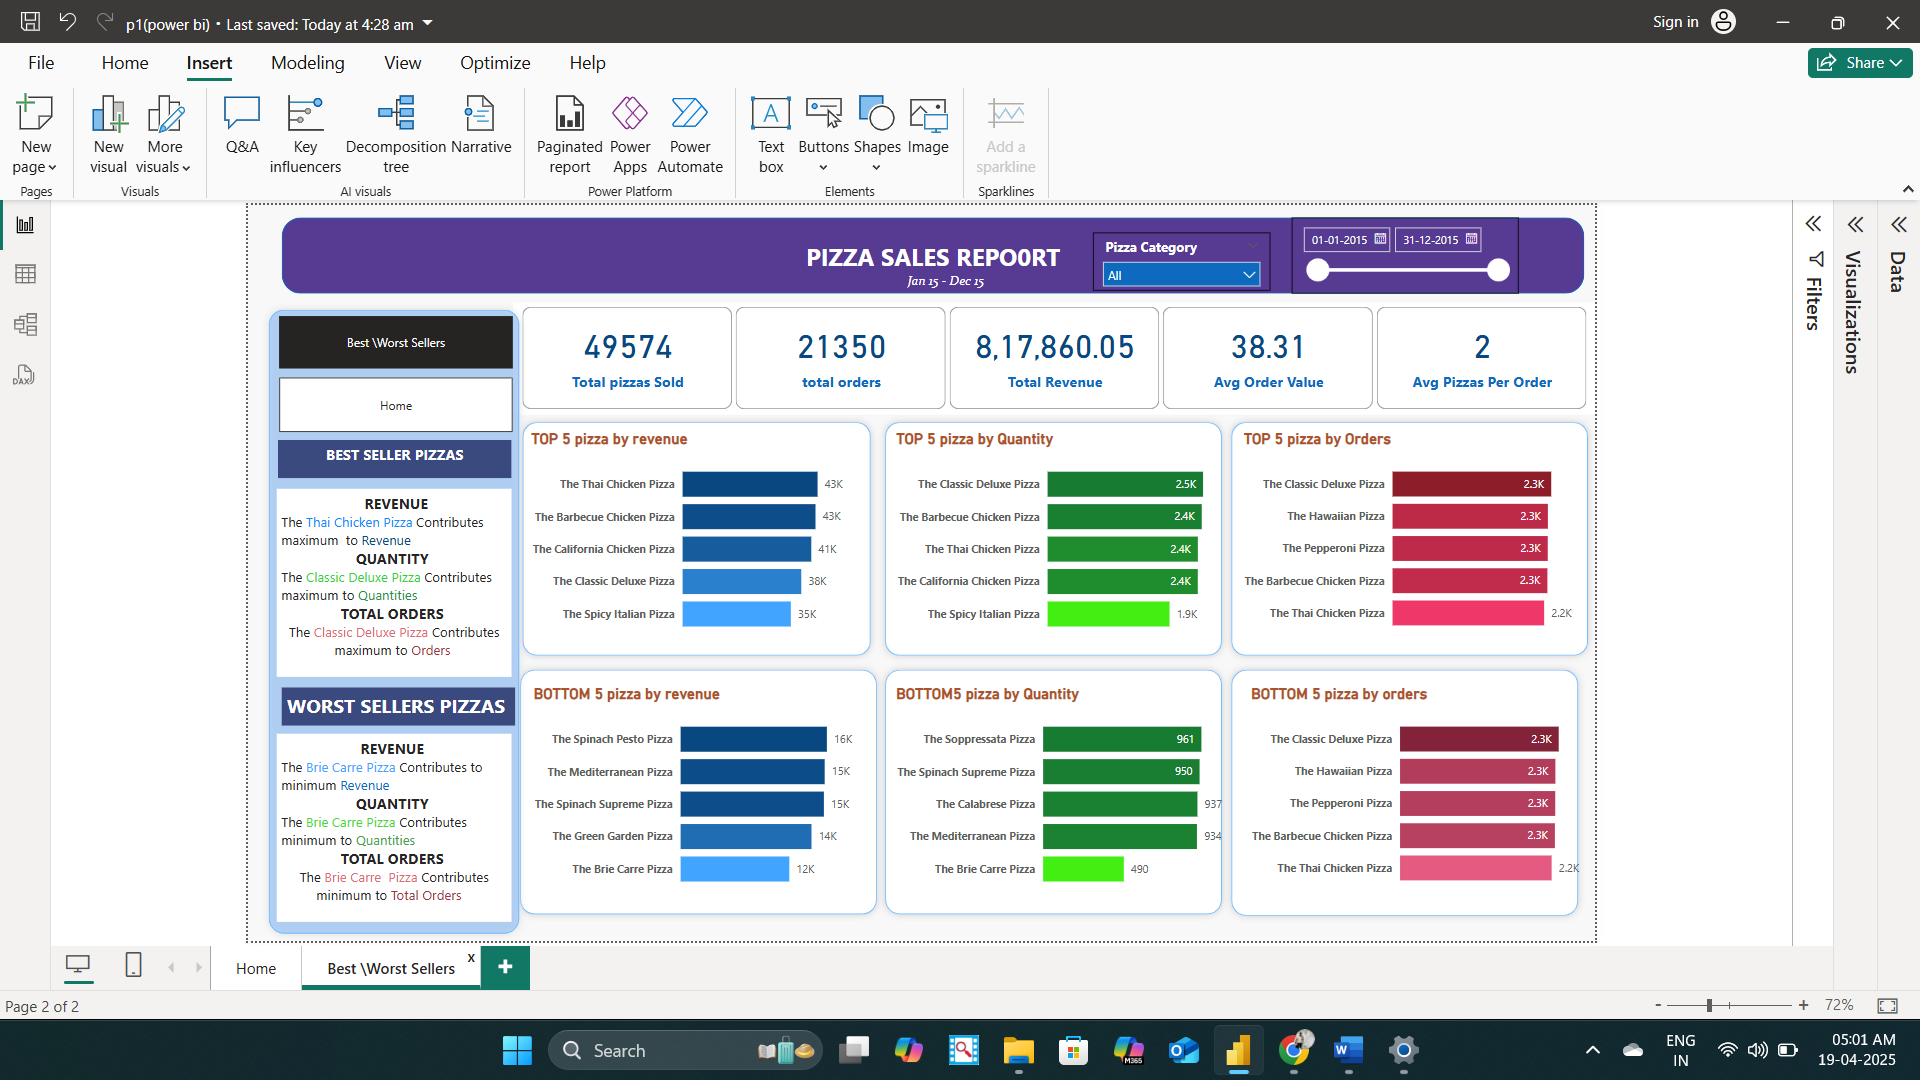 p1(power bi) • Last saved: Today at 4:28 am
Sign in
File Home Insert Modeling View Optimize Help
Share
New page
New visual
More visuals
Q&A
Key influencers
Decomposition tree
Narrative
Paginated report
Power Apps
Power Automate
Text box
Buttons
Shapes
Image
Add a sparkline
Pages
Visuals
AI visuals
Power Platform
Elements
Sparklines
PIZZA SALES REPO0RT
Jan 15 - Dec 15
Pizza Category
All
01-01-2015
31-12-2015
Filters
Visualizations
Data
DAX
Best \Worst Sellers
Home
BEST SELLER PIZZAS
REVENUE
The Thai Chicken Pizza Contributes
maximum to Revenue
QUANTITY
The Classic Deluxe Pizza Contributes
maximum to Quantities
TOTAL ORDERS
The Classic Deluxe Pizza Contributes
maximum to Orders
WORST SELLERS PIZZAS
REVENUE
The Brie Carre Pizza Contributes to
minimum Revenue
QUANTITY
The Brie Carre Pizza Contributes
minimum to Quantities
TOTAL ORDERS
The Brie Carre Pizza Contributes
minimum to Total Orders
49574
Total pizzas Sold
21350
total orders
8,17,860.05
Total Revenue
38.31
Avg Order Value
2
Avg Pizzas Per Order
TOP 5 pizza by revenue
The Thai Chicken Pizza 43K
The Barbecue Chicken Pizza 43K
The California Chicken Pizza 41K
The Classic Deluxe Pizza 38K
The Spicy Italian Pizza 35K
TOP 5 pizza by Quantity
The Classic Deluxe Pizza 2.5K
The Barbecue Chicken Pizza 2.4K
The Thai Chicken Pizza 2.4K
The California Chicken Pizza 2.4K
The Spicy Italian Pizza 1.9K
TOP 5 pizza by Orders
The Classic Deluxe Pizza 2.3K
The Hawaiian Pizza 2.3K
The Pepperoni Pizza 2.3K
The Barbecue Chicken Pizza 2.3K
The Thai Chicken Pizza 2.2K
BOTTOM 5 pizza by revenue
The Spinach Pesto Pizza 16K
The Mediterranean Pizza 15K
The Spinach Supreme Pizza 15K
The Green Garden Pizza 14K
The Brie Carre Pizza 12K
BOTTOM5 pizza by Quantity
The Soppressata Pizza 961
The Spinach Supreme Pizza 950
The Calabrese Pizza 937
The Mediterranean Pizza 934
The Brie Carre Pizza 490
BOTTOM 5 pizza by orders
The Classic Deluxe Pizza 2.3K
The Hawaiian Pizza 2.3K
The Pepperoni Pizza 2.3K
The Barbecue Chicken Pizza 2.3K
The Thai Chicken Pizza 2.2K
Home
Best \Worst Sellers x
Page 2 of 2
- + 72%
Search
M365
W
ENG
IN
05:01 AM
19-04-2025